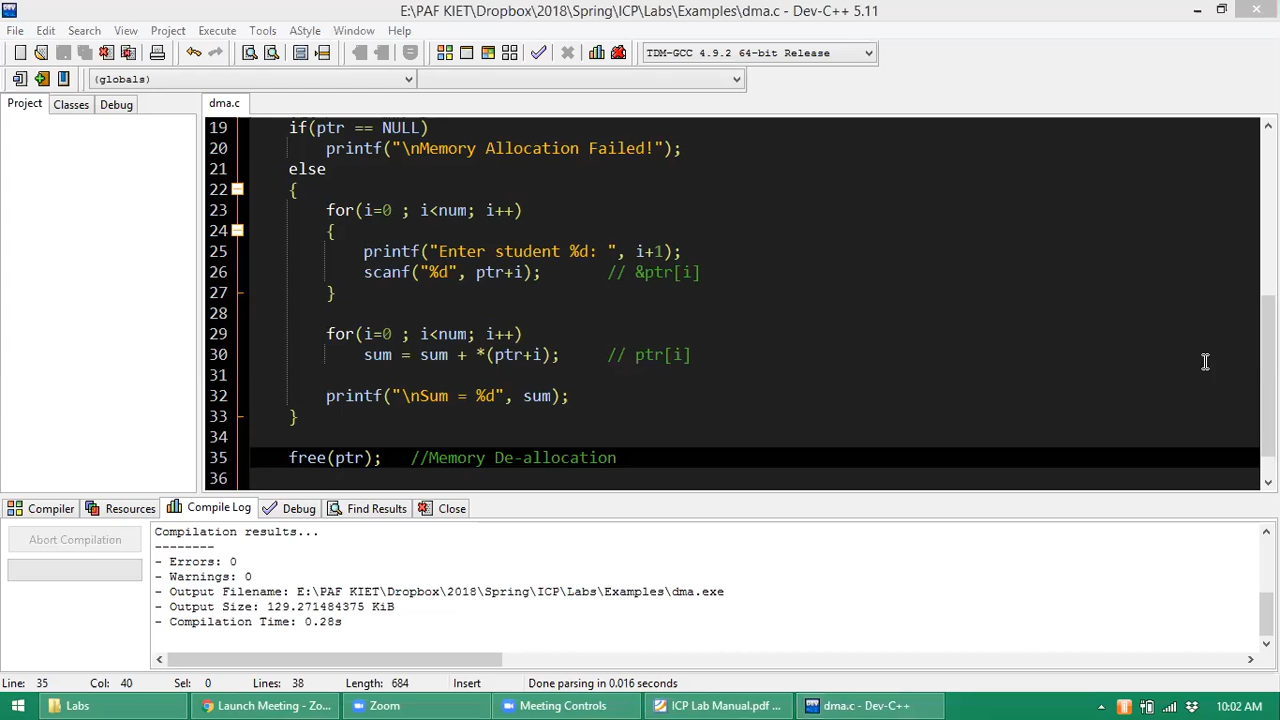 E:\PAF KIET\Dropbox\2018\Spring\ICP\Labs\Examples\dma.c - Dev-C++ 5.11
File Edit Search View Project Execute Tools AStyle Window Help
TDM-GCC 4.9.2 64-bit Release
(globals)
Project Classes Debug
dma.c
19 if(ptr == NULL)
20 printf("\nMemory Allocation Failed!");
21 else
22 {
23 for(i=0 ; i<num; i++)
24 {
25 printf("Enter student %d: ", i+1);
26 scanf("%d", ptr+i); // &ptr[i]
27 }
28
29 for(i=0 ; i<num; i++)
30 sum = sum + *(ptr+i); // ptr[i]
31
32 printf("\nSum = %d", sum);
33 }
34
35 free(ptr); //Memory De-allocation
36
Compiler Resources Compile Log Debug Find Results Close
Abort Compilation
Compilation results...
--------
- Errors: 0
- Warnings: 0
- Output Filename: E:\PAF KIET\Dropbox\2018\Spring\ICP\Labs\Examples\dma.exe
- Output Size: 129.271484375 KiB
- Compilation Time: 0.28s
Line: 35 Col: 40 Sel: 0 Lines: 38 Length: 684 Insert Done parsing in 0.016 seconds
Labs Launch Meeting - Zo... Zoom Meeting Controls ICP Lab Manual.pdf ... dma.c - Dev-C++ 10:02 AM